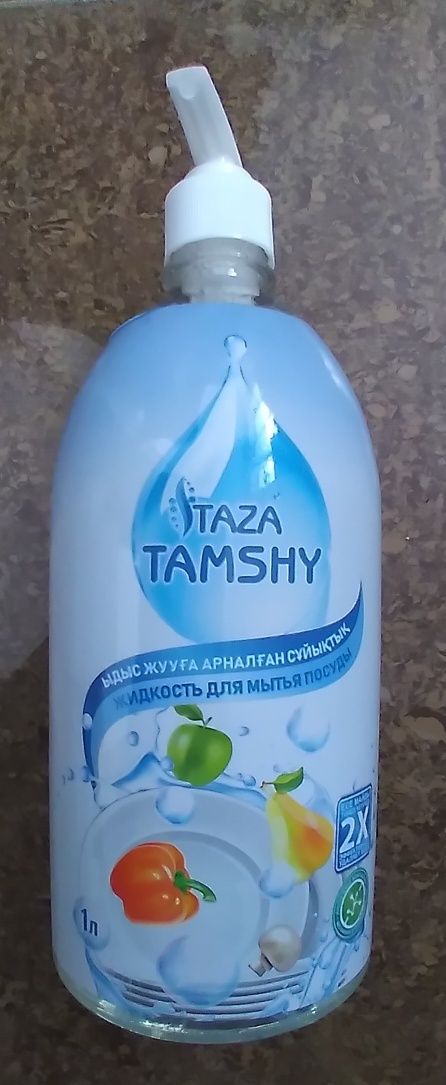 TAZA
TAMSHY
ЫДЫС ЖУУҒА АРНАЛҒАН СҰЙЫҚТЫҚ
ЖИДКОСТЬ ДЛЯ МЫТЬЯ ПОСУДЫ
2X
1л